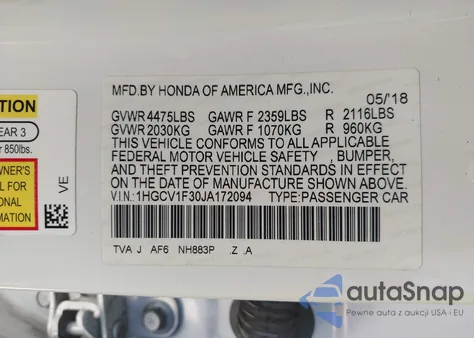 MFD.BY HONDA OF AMERICA MFG.,INC.
05/'18
GVWR 4475LBS GAWR F 2359LBS R 2116LBS
GVWR 2030KG GAWR F 1070KG R 960KG
THIS VEHICLE CONFORMS TO ALL APPLICABLE
FEDERAL MOTOR VEHICLE SAFETY , BUMPER,
AND THEFT PREVENTION STANDARDS IN EFFECT
ON THE DATE OF MANUFACTURE SHOWN ABOVE.
V.I.N.:1HGCV1F30JA172094 TYPE:PASSENGER CAR
TVA J AF6 NH883P .Z .A
TION
EAR 3
r 850lbs.
WNER'S
L FOR
ONAL
MATION
VE
autoSnap
Pewne auta z aukcji USA i EU